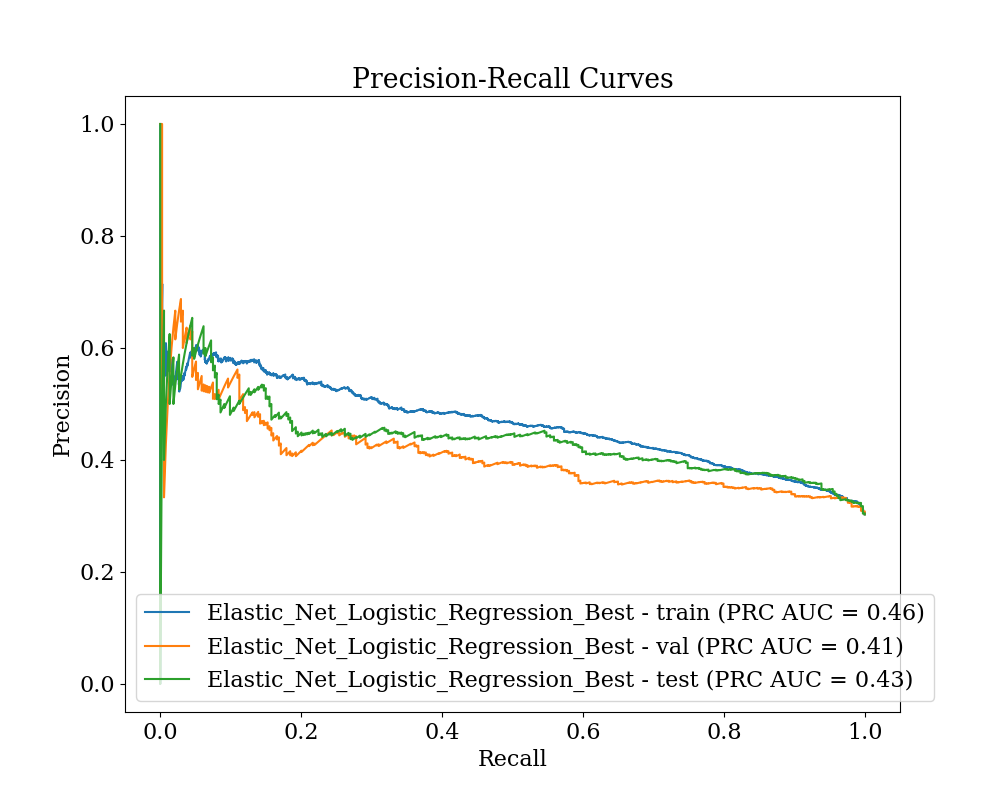 Precision-Recall Curves
1.0
0.8
0.6
0.4
0.2
0.0
Precision
Elastic_Net_Logistic_Regression_Best - train (PRC AUC = 0.46)
Elastic_Net_Logistic_Regression_Best - val (PRC AUC = 0.41)
Elastic_Net_Logistic_Regression_Best - test (PRC AUC = 0.43)
0.0 0.2 0.4 0.6 0.8 1.0
Recall